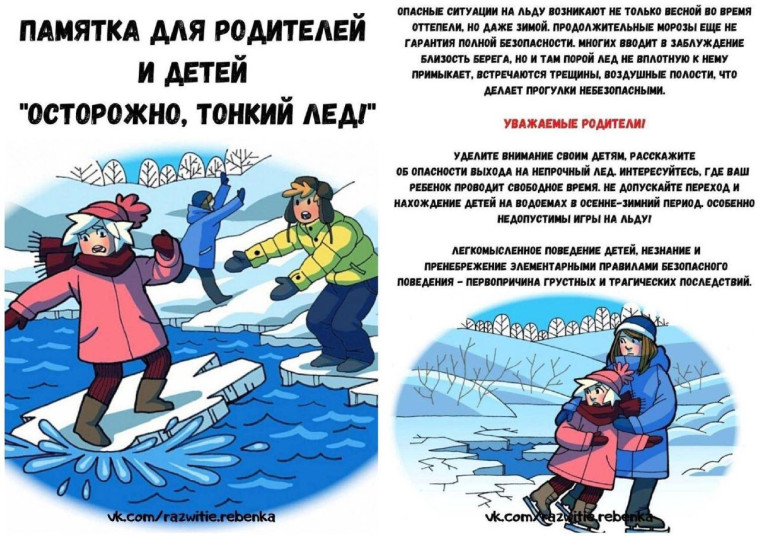 ПАМЯТКА ДЛЯ РОДИТЕЛЕЙ
И ДЕТЕЙ
"ОСТОРОЖНО, ТОНКИЙ ЛЕД!"
vk.com/razwitie.rebenka
ОПАСНЫЕ СИТУАЦИИ НА ЛЬДУ ВОЗНИКАЮТ НЕ ТОЛЬКО ВЕСНОЙ ВО ВРЕМЯ
ОТТЕПЕЛИ, НО ДАЖЕ ЗИМОЙ. ПРОДОЛЖИТЕЛЬНЫЕ МОРОЗЫ ЕЩЕ НЕ
ГАРАНТИЯ ПОЛНОЙ БЕЗОПАСНОСТИ. МНОГИХ ВВОДИТ В ЗАБЛУЖДЕНИЕ
БЛИЗОСТЬ БЕРЕГА, НО И ТАМ ПОРОЙ ЛЕД НЕ ВПЛОТНУЮ К НЕМУ
ПРИМЫКАЕТ, ВСТРЕЧАЮТСЯ ТРЕЩИНЫ, ВОЗДУШНЫЕ ПОЛОСТИ, ЧТО
ДЕЛАЕТ ПРОГУЛКИ НЕБЕЗОПАСНЫМИ.
УВАЖАЕМЫЕ РОДИТЕЛИ!
УДЕЛИТЕ ВНИМАНИЕ СВОИМ ДЕТЯМ, РАССКАЖИТЕ
ОБ ОПАСНОСТИ ВЫХОДА НА НЕПРОЧНЫЙ ЛЕД. ИНТЕРЕСУЙТЕСЬ, ГДЕ ВАШ
РЕБЕНОК ПРОВОДИТ СВОБОДНОЕ ВРЕМЯ. НЕ ДОПУСКАЙТЕ ПЕРЕХОД И
НАХОЖДЕНИЕ ДЕТЕЙ НА ВОДОЕМАХ В ОСЕННЕ-ЗИМНИЙ ПЕРИОД. ОСОБЕННО
НЕДОПУСТИМЫ ИГРЫ НА ЛЬДУ!
ЛЕГКОМЫСЛЕННОЕ ПОВЕДЕНИЕ ДЕТЕЙ, НЕЗНАНИЕ И
ПРЕНЕБРЕЖЕНИЕ ЭЛЕМЕНТАРНЫМИ ПРАВИЛАМИ БЕЗОПАСНОГО
ПОВЕДЕНИЯ – ПЕРВОПРИЧИНА ГРУСТНЫХ И ТРАГИЧЕСКИХ ПОСЛЕДСТВИЙ.
vk.com/razwitie.rebenka